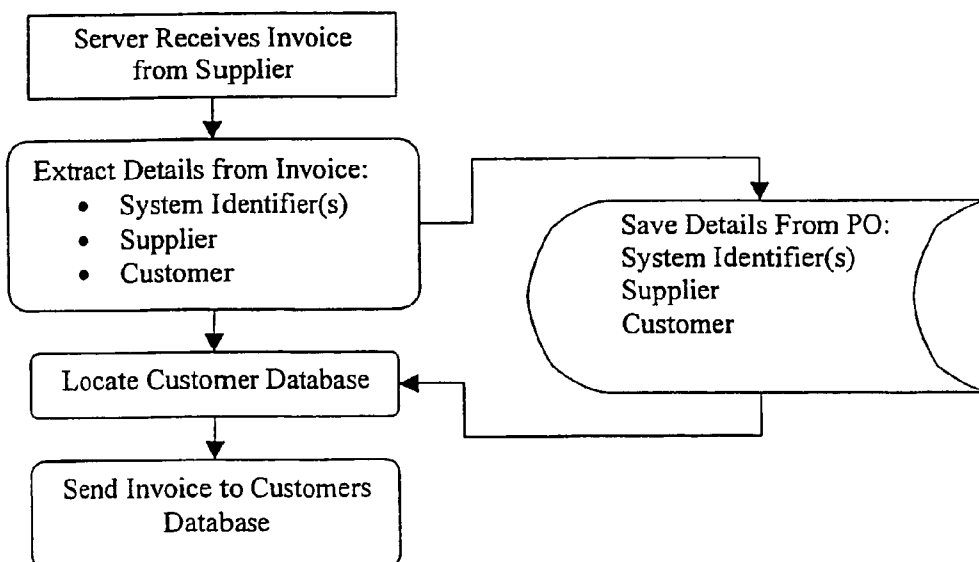 Server Receives Invoice
from Supplier
Extract Details from Invoice:
• System Identifier(s)
• Supplier
• Customer
Save Details From PO:
System Identifier(s)
Supplier
Customer
Locate Customer Database
Send Invoice to Customers
Database